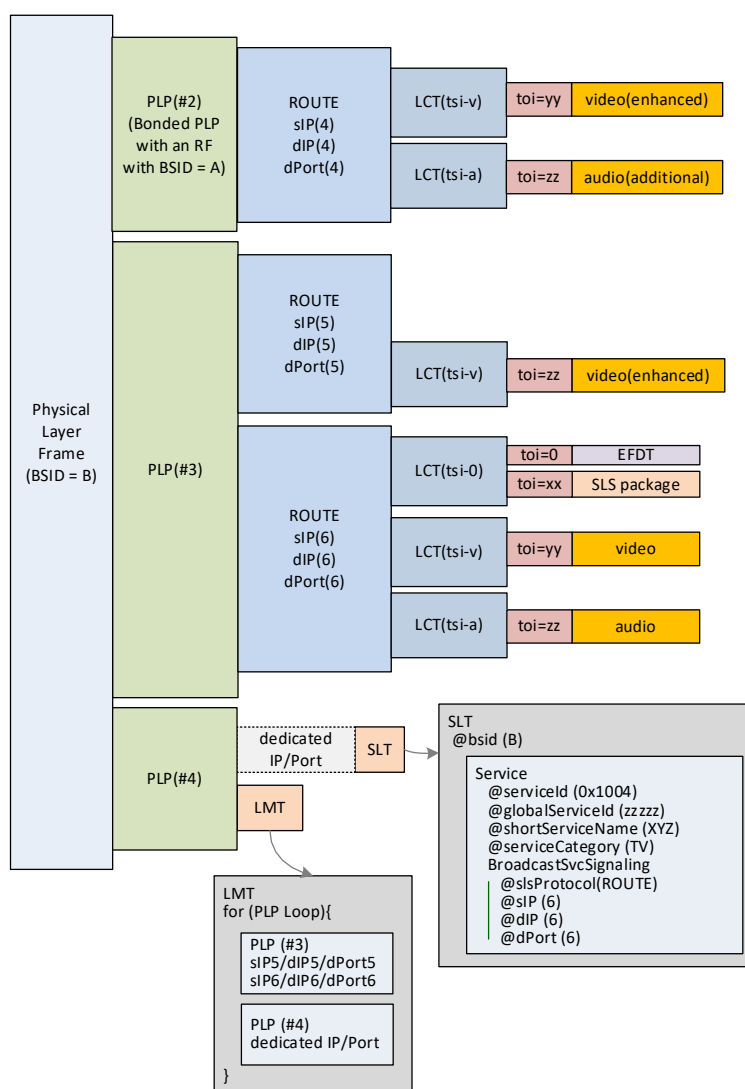 Physical
Layer
Frame
(BSID = B)
PLP(#2)
(Bonded PLP
with an RF
with BSID = A)
ROUTE
sIP(4)
dIP(4)
dPort(4)
LCT(tsi-v)
toi=yy
video(enhanced)
LCT(tsi-a)
toi=zz
audio(additional)
PLP(#3)
ROUTE
sIP(5)
dIP(5)
dPort(5)
LCT(tsi-v)
toi=zz
video(enhanced)
ROUTE
sIP(6)
dIP(6)
dPort(6)
LCT(tsi-0)
toi=0
EFDT
toi=xx
SLS package
LCT(tsi-v)
toi=yy
video
LCT(tsi-a)
toi=zz
audio
PLP(#4)
dedicated
IP/Port
SLT
LMT
SLT
@bsid (B)
Service
@serviceId (0x1004)
@globalServiceId (zzzzz)
@shortServiceName (XYZ)
@serviceCategory (TV)
BroadcastSvcSignaling
@slsProtocol(ROUTE)
@sIP (6)
@dIP (6)
@dPort (6)
LMT
for (PLP Loop){
PLP (#3)
sIP5/dIP5/dPort5
sIP6/dIP6/dPort6
PLP (#4)
dedicated IP/Port
}